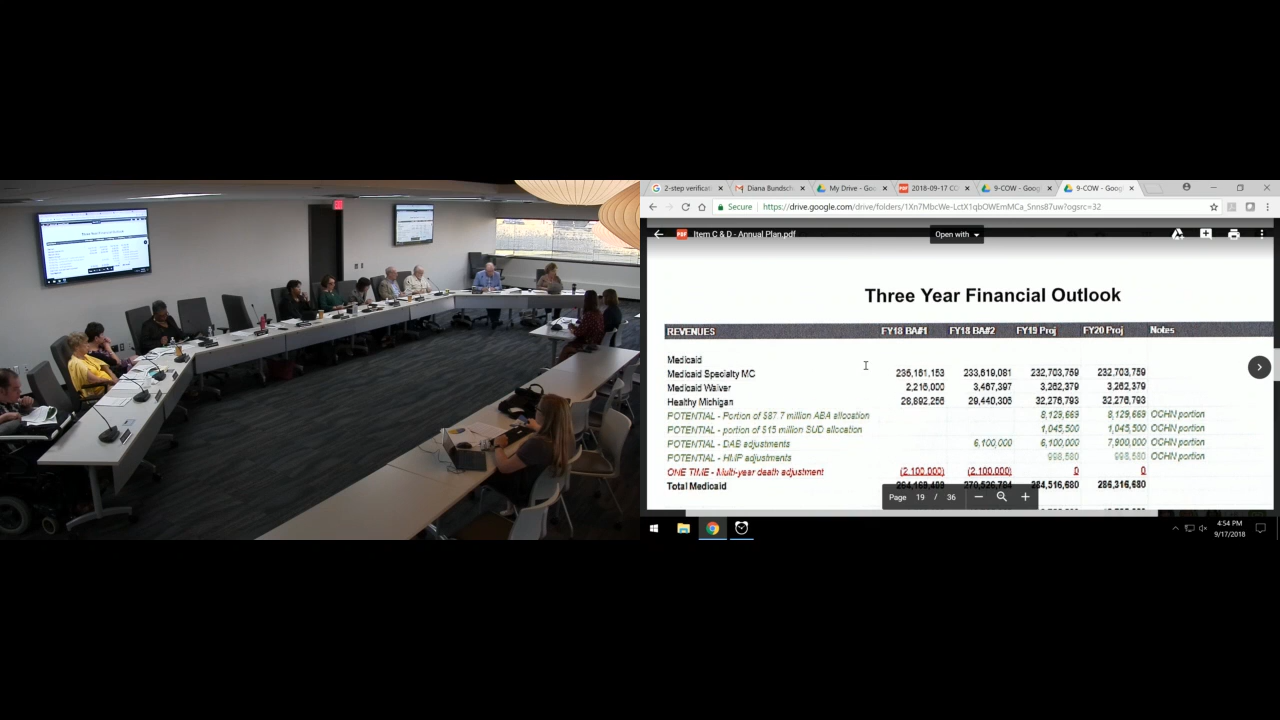 2-step verificat
Diana Bundsch
My Drive - Goo
2018-09-17 CO
9-COW - Goog
9-COW - Goog
Secure
https://drive.google.com/drive/folders/1Xn7MbcWe-LctX1qbOWEmMCa_Snns87uw?ogsrc=32
Item C & D - Annual Plan.pdf
Open with
Three Year Financial Outlook
REVENUES FY18 BA#1 FY18 BA#2 FY19 Proj FY20 Proj Notes
Medicaid
Medicaid Specialty MC 236,161,153 233,619,081 232,703,759 232,703,759
Medicaid Waiver 2,216,000 3,467,397 3,262,379 3,262,379
Healthy Michigan 28,892,256 29,440,306 32,276,793 32,276,793
POTENTIAL - Portion of $87.7 million ABA allocation 8,129,669 8,129,669 OCHN portion
POTENTIAL - portion of $15 million SUD allocation 1,045,500 1,045,500 OCHN portion
POTENTIAL - DAB adjustments 6,100,000 6,100,000 7,900,000 OCHN portion
POTENTIAL - HMP adjustments 998,580 998,580 OCHN portion
ONE TIME - Multi-year death adjustment (2,100,000) (2,100,000) 0 0
Total Medicaid 284,516,680 286,316,680
Page 19 / 36
4:54 PM
9/17/2018